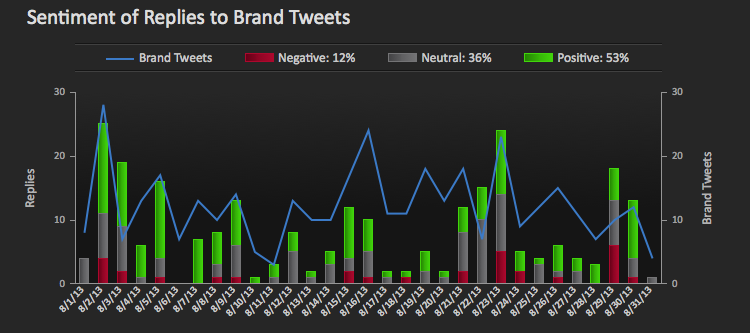 Sentiment of Replies to Brand Tweets
Brand Tweets Negative: 12% Neutral: 36% Positive: 53%
30 30
20 20
10 10
0 0
Replies
Brand Tweets
8/1/13 8/2/13 8/3/13 8/4/13 8/5/13 8/6/13 8/7/13 8/8/13 8/9/13 8/10/13 8/11/13 8/12/13 8/13/13 8/14/13 8/15/13 8/16/13 8/17/13 8/18/13 8/19/13 8/20/13 8/21/13 8/22/13 8/23/13 8/24/13 8/25/13 8/26/13 8/27/13 8/28/13 8/29/13 8/30/13 8/31/13